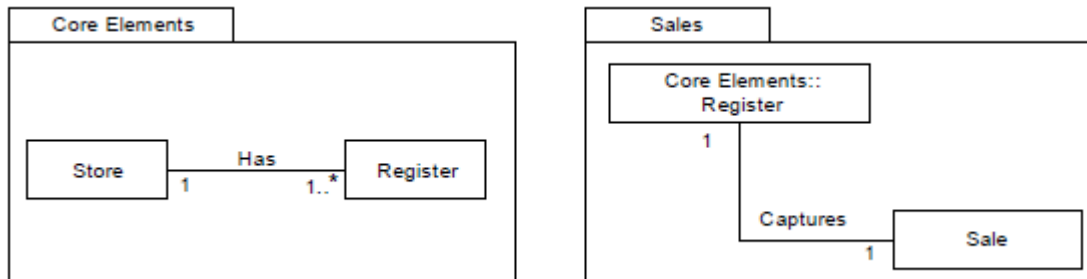 Core Elements
Store
1
Has
1..*
Register
Sales
Core Elements::
Register
1
Captures
1
Sale